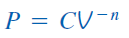 P = CV⁻ⁿ